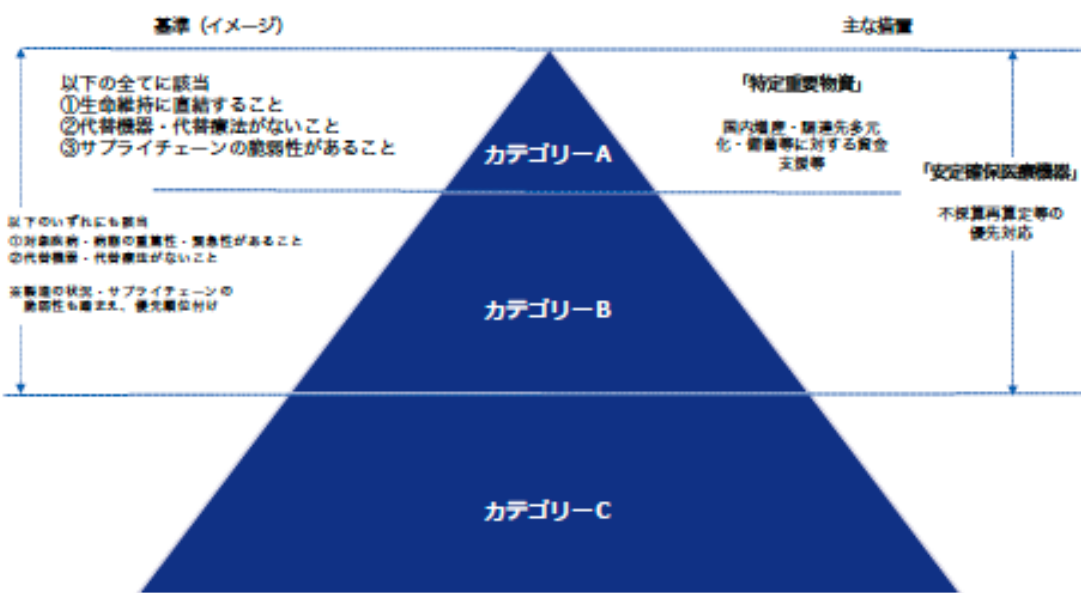 基準（イメージ）
主な措置
以下の全てに該当
①生命維持に直結すること
②代替機器・代替療法がないこと
③サプライチェーンの脆弱性があること
「特定重要物資」
国内増産・調達先多元
化・備蓄等に対する資金
支援等
カテゴリーA
「安定確保医療機器」
不採算再算定等の
優先対応
以下のいずれにも該当
①対象疾病・病態の重篤性・緊急性があること
②代替機器・代替療法がないこと
※製造の状況・サプライチェーンの
脆弱性も踏まえ、優先順位付け
カテゴリーB
カテゴリーC